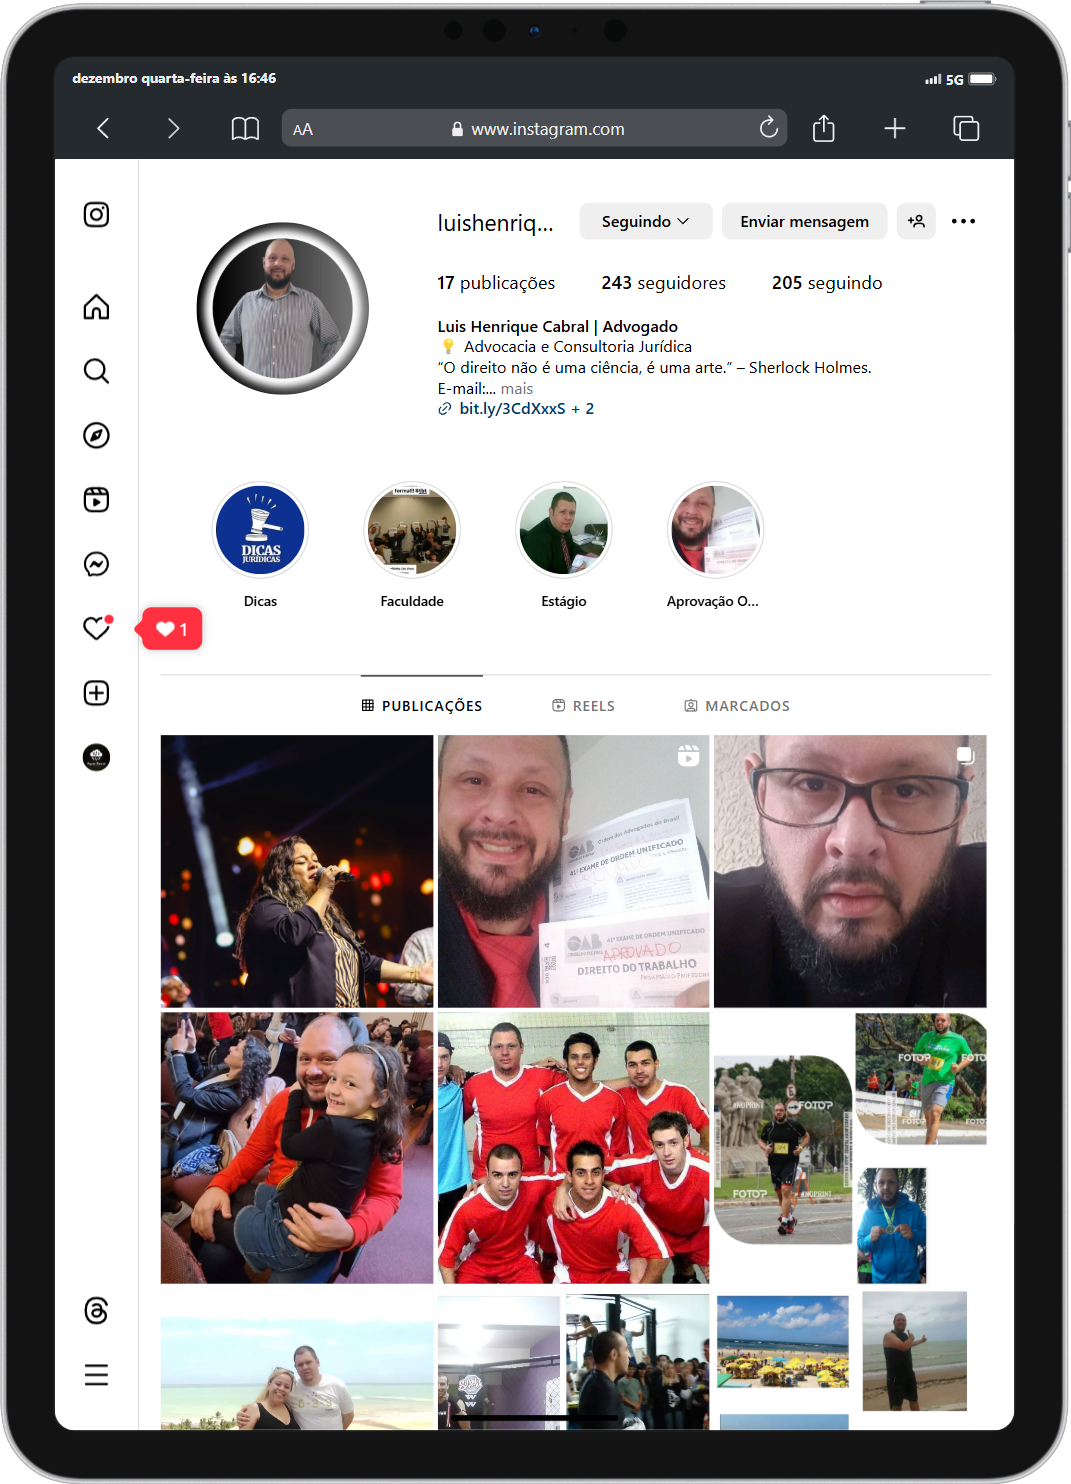 dezembro quarta-feira às 16:46
5G
AA
www.instagram.com
luishenriq...
Seguindo
Enviar mensagem
17 publicações
243 seguidores
205 seguindo
Luis Henrique Cabral | Advogado
Advocacia e Consultoria Jurídica
“O direito não é uma ciência, é uma arte.“ – Sherlock Holmes.
E-mail:... mais
bit.ly/3CdXxxS + 2
DICAS
JURÍDICAS
Dicas
Faculdade
Estágio
Aprovação O...
1
PUBLICAÇÕES
REELS
MARCADOS
OAB
Ordem dos Advogados do Brasil
41º EXAME DE ORDEM UNIFICADO
OAB
41º EXAME DE ORDEM UNIFICADO
APROVADO
DIREITO DO TRABALHO
FOTOP
FOTOP
FOTOP
FOTOP